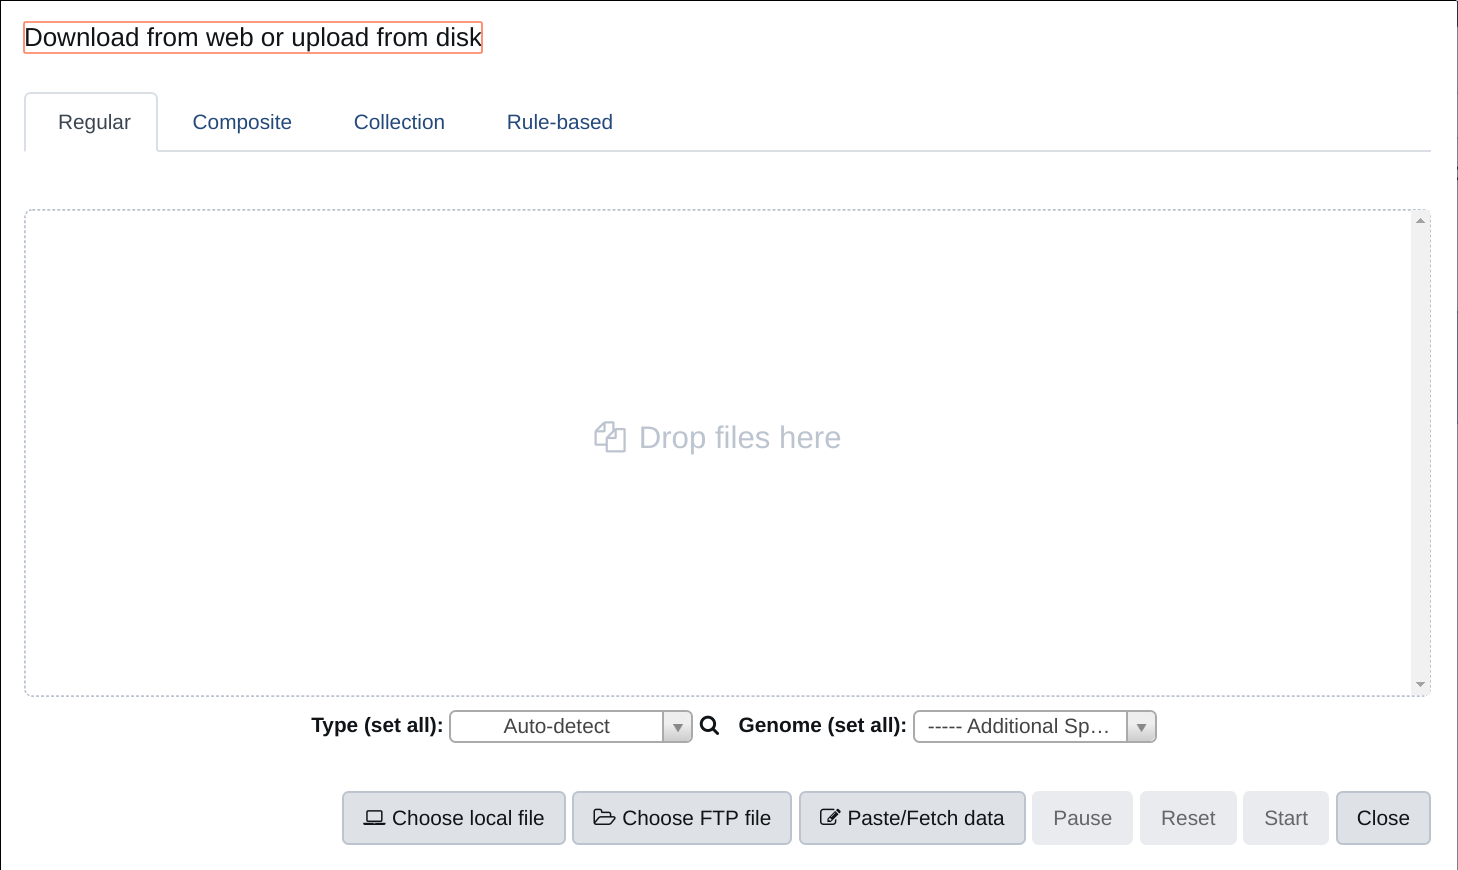 Download from web or upload from disk
Regular Composite Collection Rule-based
Drop files here
Type (set all): Auto-detect Genome (set all): ----- Additional Sp...
Choose local file Choose FTP file Paste/Fetch data Pause Reset Start Close